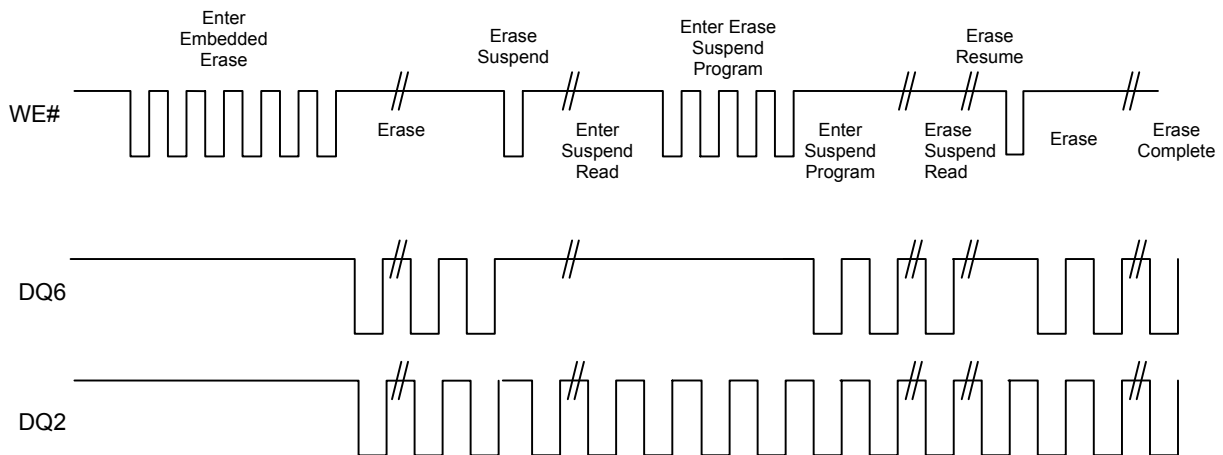 Enter
Embedded
Erase
Erase
Suspend
Enter Erase
Suspend
Program
Erase
Resume
WE#
Erase
Enter
Suspend
Read
Enter
Suspend
Program
Erase
Suspend
Read
Erase
Erase
Complete
DQ6
DQ2